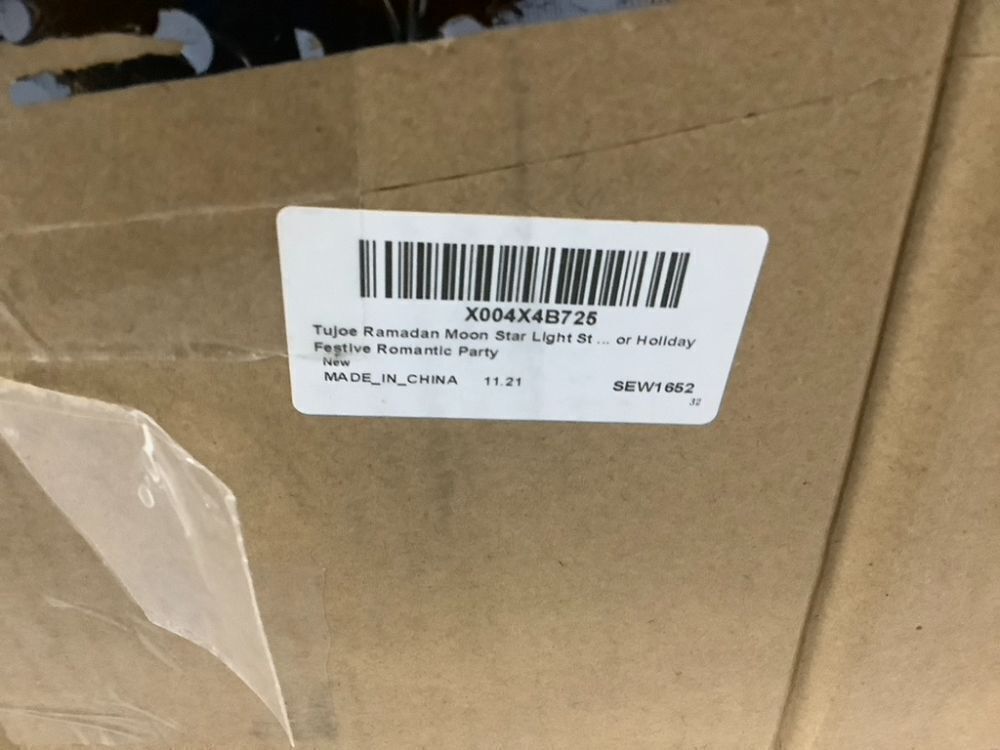 X004X4B725
Tujoe Ramadan Moon Star Light St ... or Holiday
Festive Romantic Party
New
MADE_IN_CHINA 11.21 SEW1652
32